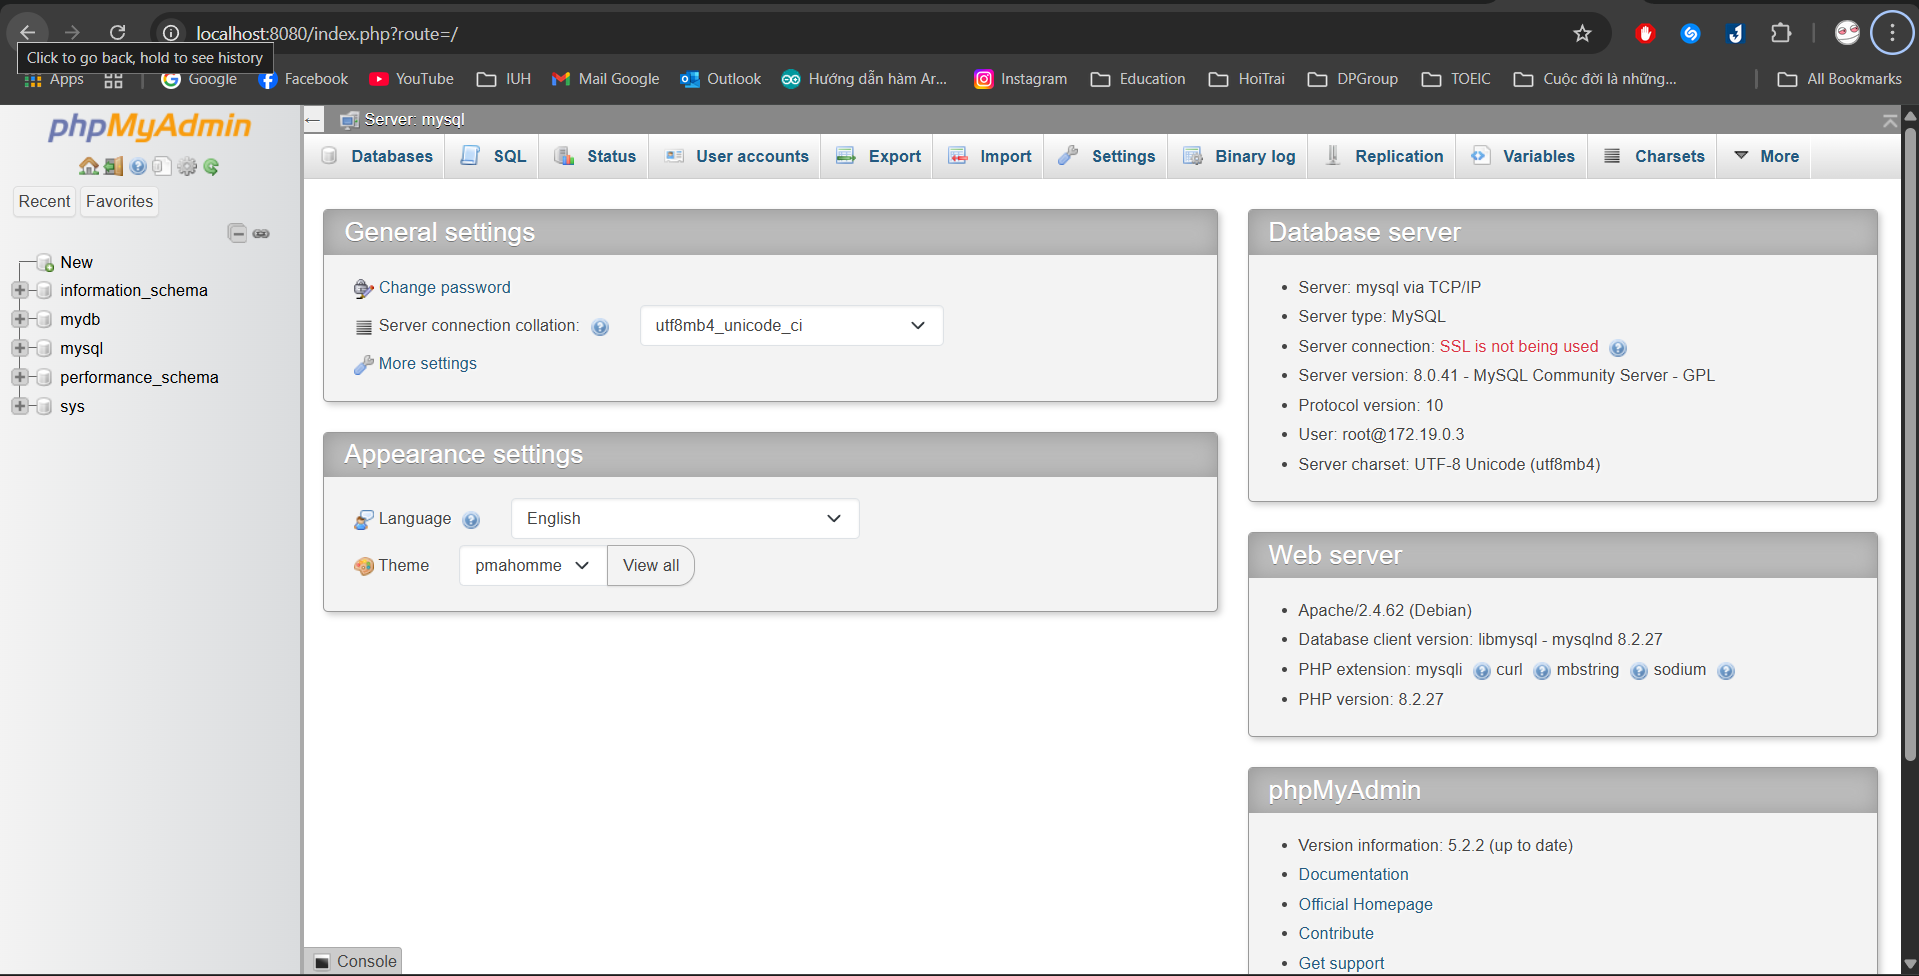 localhost:8080/index.php?route=/
Click to go back, hold to see history
Apps Google Facebook YouTube IUH Mail Google Outlook Hướng dẫn hàm Ar... Instagram Education HoiTrai DPGroup TOEIC Cuộc đời là những... All Bookmarks
phpMyAdmin
Recent Favorites
New
information_schema
mydb
mysql
performance_schema
sys
Server: mysql
Databases SQL Status User accounts Export Import Settings Binary log Replication Variables Charsets More
General settings
Change password
Server connection collation: utf8mb4_unicode_ci
More settings
Appearance settings
Language English
Theme pmahomme View all
Database server
Server: mysql via TCP/IP
Server type: MySQL
Server connection: SSL is not being used
Server version: 8.0.41 - MySQL Community Server - GPL
Protocol version: 10
User: root@172.19.0.3
Server charset: UTF-8 Unicode (utf8mb4)
Web server
Apache/2.4.62 (Debian)
Database client version: libmysql - mysqlnd 8.2.27
PHP extension: mysqli curl mbstring sodium
PHP version: 8.2.27
phpMyAdmin
Version information: 5.2.2 (up to date)
Documentation
Official Homepage
Contribute
Get support
Console